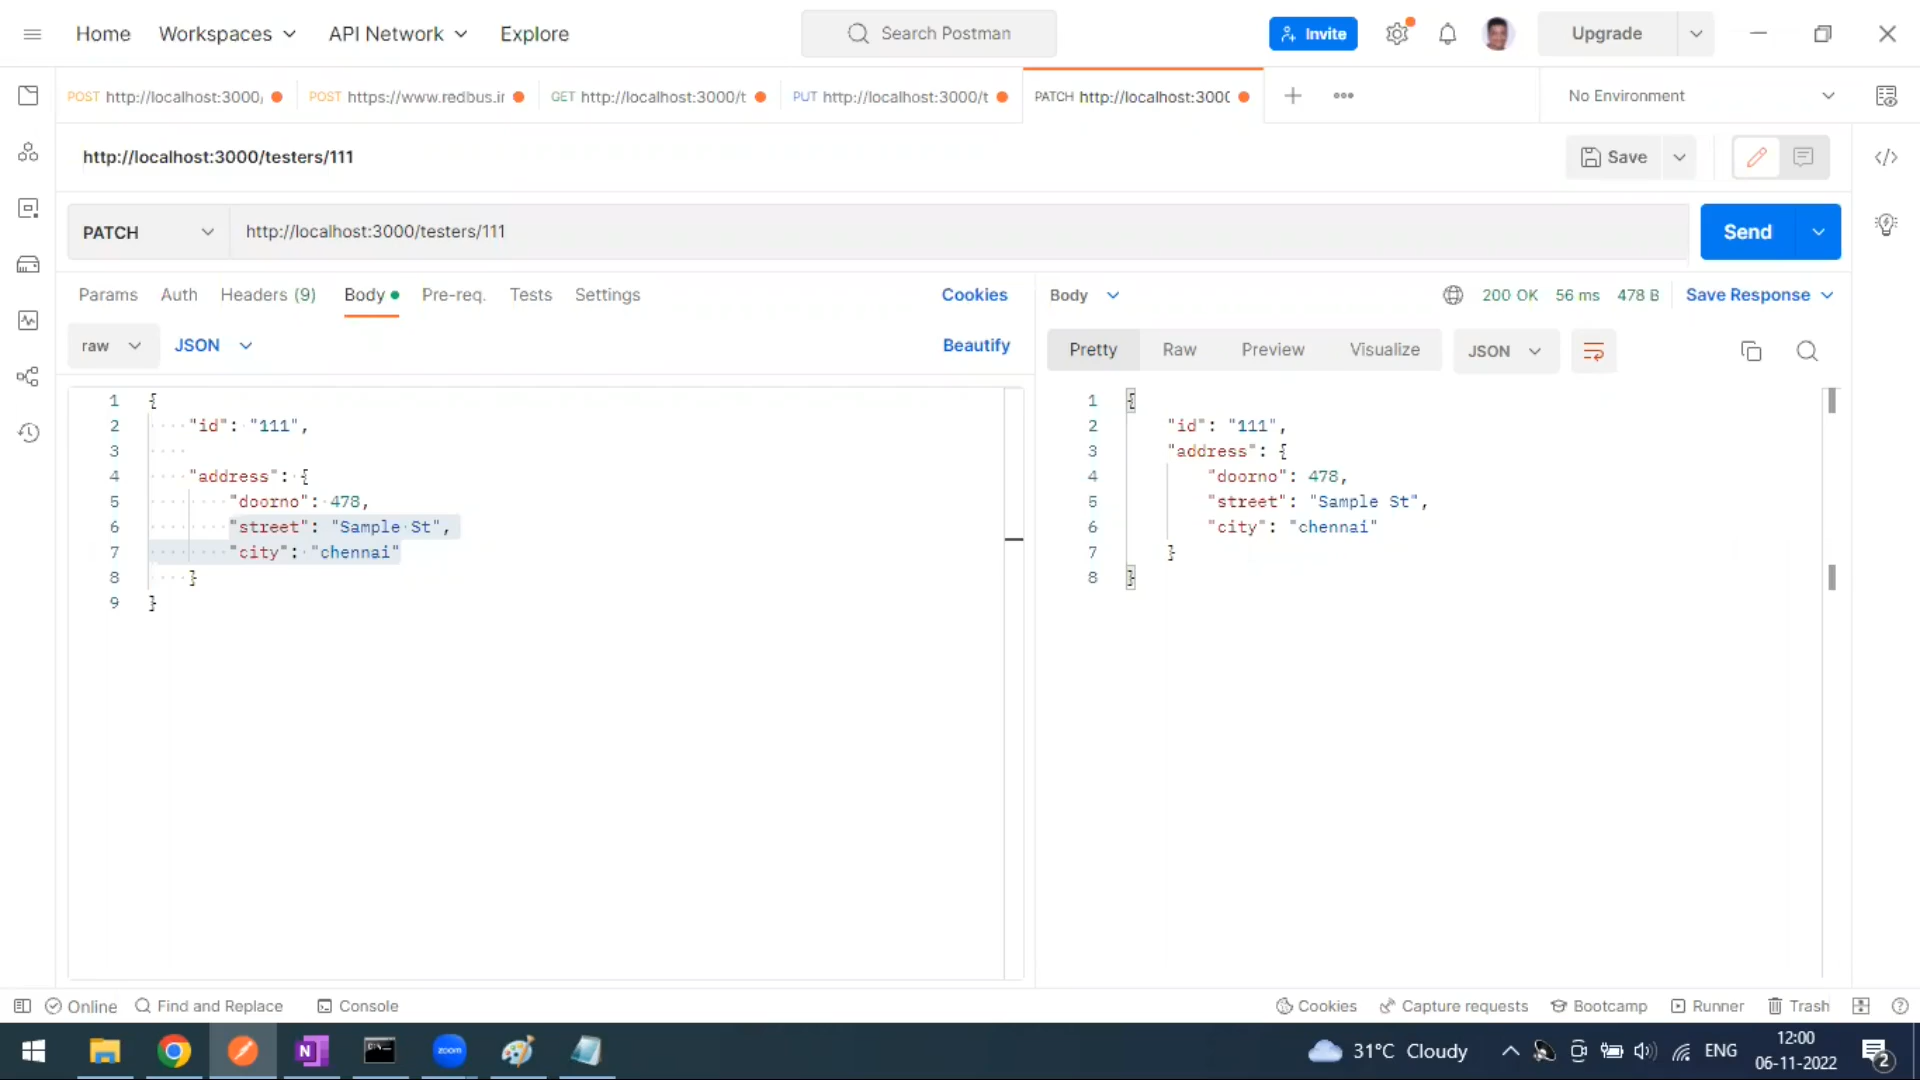 Home Workspaces API Network Explore Search Postman Invite Upgrade
POST http://localhost:3000, POST https://www.redbus.ir GET http://localhost:3000/t PUT http://localhost:3000/t PATCH http://localhost:300( No Environment
http://localhost:3000/testers/111 Save
PATCH http://localhost:3000/testers/111 Send
Params Auth Headers (9) Body Pre-req. Tests Settings Cookies Body 200 OK 56 ms 478 B Save Response
raw JSON Beautify Pretty Raw Preview Visualize JSON
1 {
2 "id": "111",
3
4 "address": {
5 "doorno": 478,
6 "street": "Sample St",
7 "city": "chennai"
8 }
9 }
1 {
2 "id": "111",
3 "address": {
4 "doorno": 478,
5 "street": "Sample St",
6 "city": "chennai"
7 }
8 }
Online Find and Replace Console Cookies Capture requests Bootcamp Runner Trash
zoom 31°C Cloudy ENG 12:00
06-11-2022 2